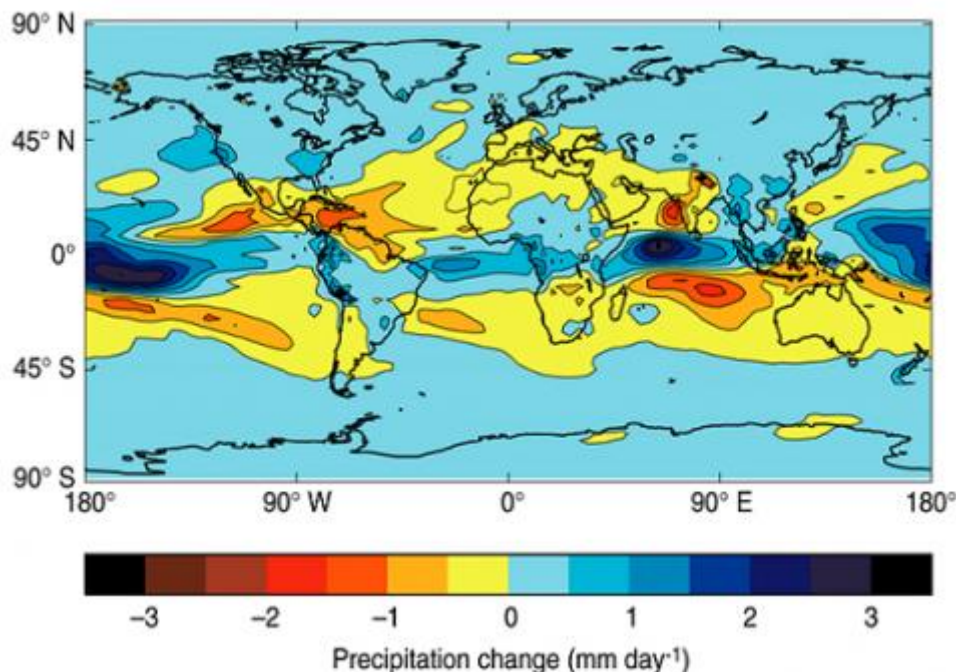 90° N
45° N
0°
45° S
90° S
180° 90° W 0° 90° E 180°
–3 –2 –1 0 1 2 3
Precipitation change (mm day⁻¹)